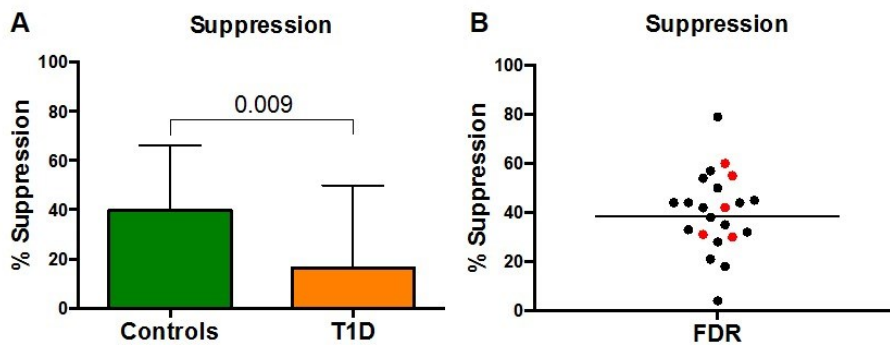 A
Suppression
100
80
60
40
20
0
% Suppression
0.009
Controls
T1D
B
Suppression
100
80
60
40
20
0
% Suppression
FDR